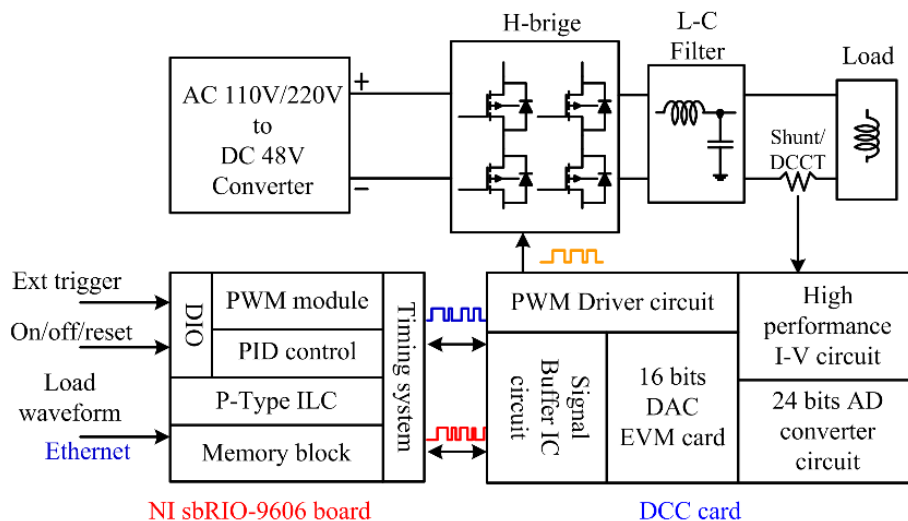 H-brige
L-C
Filter
Load
AC 110V/220V
to
DC 48V
Converter
+
−
Shunt/
DCCT
Ext trigger
On/off/reset
Load
waveform
Ethernet
DIO
PWM module
PID control
P-Type ILC
Memory block
Timing system
PWM Driver circuit
Signal
Buffer IC
circuit
16 bits
DAC
EVM card
High
performance
I-V circuit
24 bits AD
converter
circuit
NI sbRIO-9606 board
DCC card